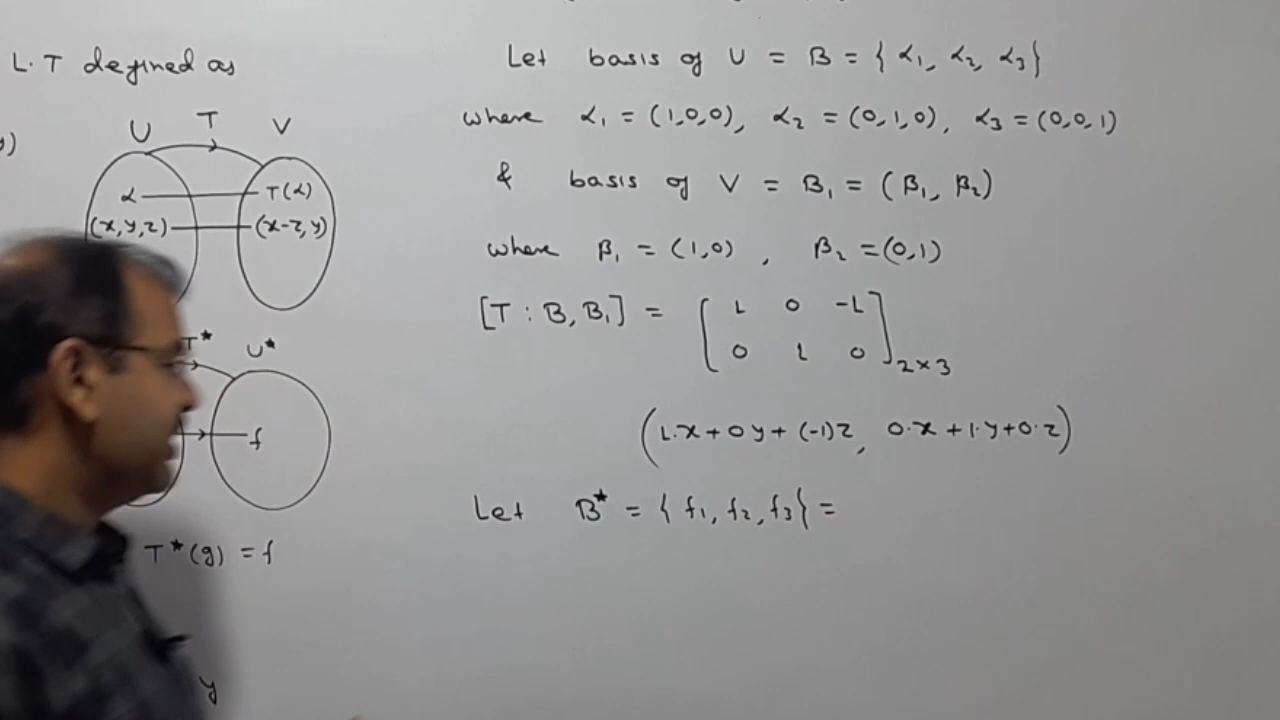 L.T defined as
y)
U T V
α T(α)
(x,y,z) (x-z,y)
T* U*
f
T*(g) = f
y
Let basis of U = B = { α₁, α₂, α₃}
where α₁ = (1,0,0), α₂ = (0,1,0), α₃ = (0,0,1)
& basis of V = B₁ = (β₁, β₂)
where β₁ = (1,0) , β₂ = (0,1)
[T : B, B₁] = [ 1 0 -1
0 1 0 ] 2×3
(1.x + 0y + (-1)z, 0.x + 1.y + 0.z)
Let B* = { f₁, f₂, f₃} =